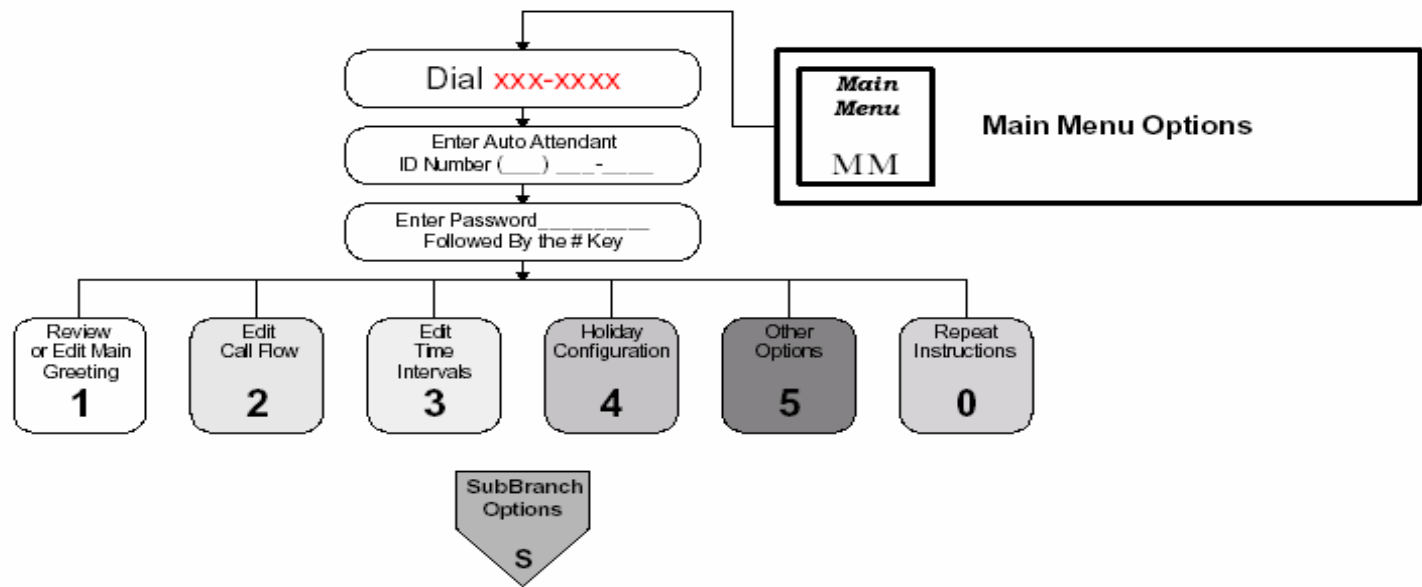 Dial xxx-xxxx
Enter Auto Attendant
ID Number (___) ___-____
Enter Password__________
Followed By the # Key
Main
Menu
MM
Main Menu Options
Review
or Edit Main
Greeting
1
Edit
Call Flow
2
Edit
Time
Intervals
3
Holiday
Configuration
4
Other
Options
5
Repeat
Instructions
0
SubBranch
Options
S